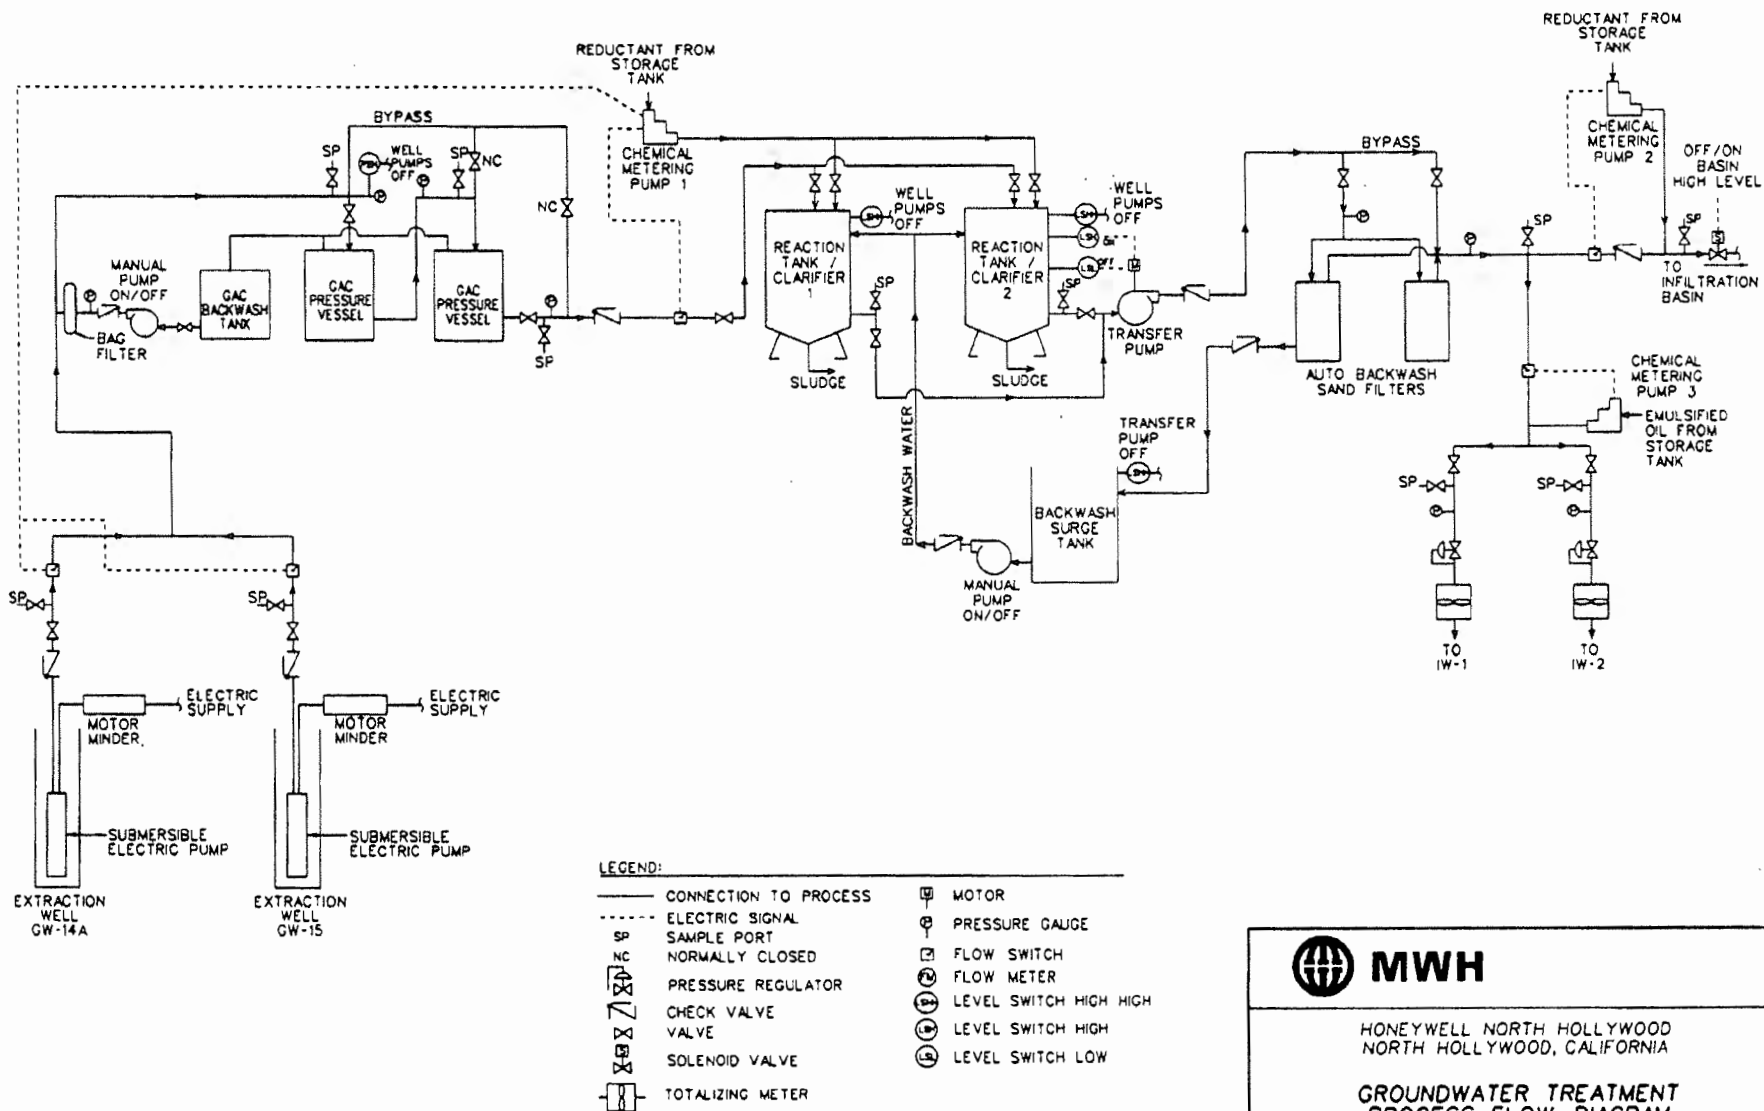 REDUCTANT FROM
STORAGE
TANK
REDUCTANT FROM
STORAGE
TANK
BYPASS
SP
WELL
PUMPS
OFF
SP
NC
CHEMICAL
METERING
PUMP 1
NC
MANUAL
PUMP
ON/OFF
BAG
FILTER
GAC
BACKWASH
TANK
GAC
PRESSURE
VESSEL
GAC
PRESSURE
VESSEL
SP
WELL
PUMPS
OFF
REACTION
TANK /
CLARIFIER
1
SP
SLUDGE
REACTION
TANK /
CLARIFIER
2
WELL
PUMPS
OFF
ON
OFF
M
SP
SLUDGE
TRANSFER
PUMP
BYPASS
CHEMICAL
METERING
PUMP 2
OFF/ON
BASIN
HIGH LEVEL
SP
SP
S
TO
INFILTRATION
BASIN
AUTO BACKWASH
SAND FILTERS
CHEMICAL
METERING
PUMP 3
EMULSIFIED
OIL FROM
STORAGE
TANK
BACKWASH WATER
TRANSFER
PUMP
OFF
BACKWASH
SURGE
TANK
MANUAL
PUMP
ON/OFF
SP
SP
TO
IW-1
TO
IW-2
SP
SP
ELECTRIC
SUPPLY
MOTOR
MINDER
ELECTRIC
SUPPLY
MOTOR
MINDER
SUBMERSIBLE
ELECTRIC PUMP
SUBMERSIBLE
ELECTRIC PUMP
EXTRACTION
WELL
GW-14A
EXTRACTION
WELL
GW-15
LEGEND:
CONNECTION TO PROCESS
ELECTRIC SIGNAL
SP SAMPLE PORT
NC NORMALLY CLOSED
PRESSURE REGULATOR
CHECK VALVE
VALVE
S SOLENOID VALVE
TOTALIZING METER
M MOTOR
P PRESSURE GAUGE
FLOW SWITCH
FLOW METER
LEVEL SWITCH HIGH HIGH
LEVEL SWITCH HIGH
LEVEL SWITCH LOW
MWH
HONEYWELL NORTH HOLLYWOOD
NORTH HOLLYWOOD, CALIFORNIA
GROUNDWATER TREATMENT
PROCESS FLOW DIAGRAM